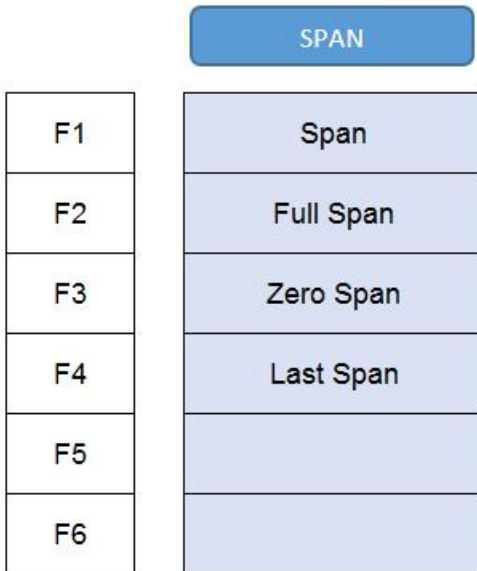 SPAN
F1 Span
F2 Full Span
F3 Zero Span
F4 Last Span
F5
F6